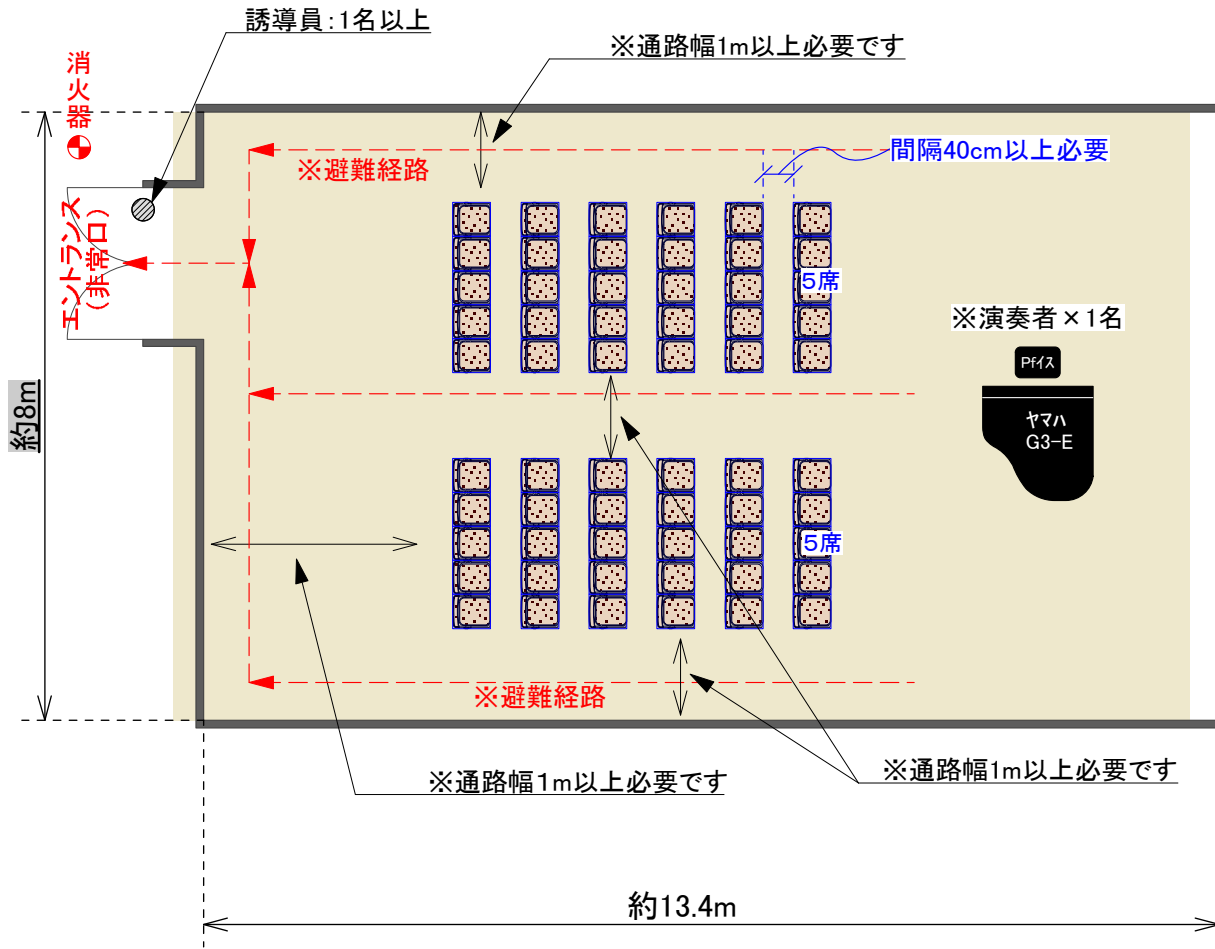 誘導員：1名以上
※通路幅1m以上必要です
消火器
※避難経路
間隔40cm以上必要
エントランス
（非常口）
5席
※演奏者×1名
Pfイス
ヤマハ
G3-E
約8m
5席
※避難経路
※通路幅1m以上必要です
※通路幅1m以上必要です
約13.4m